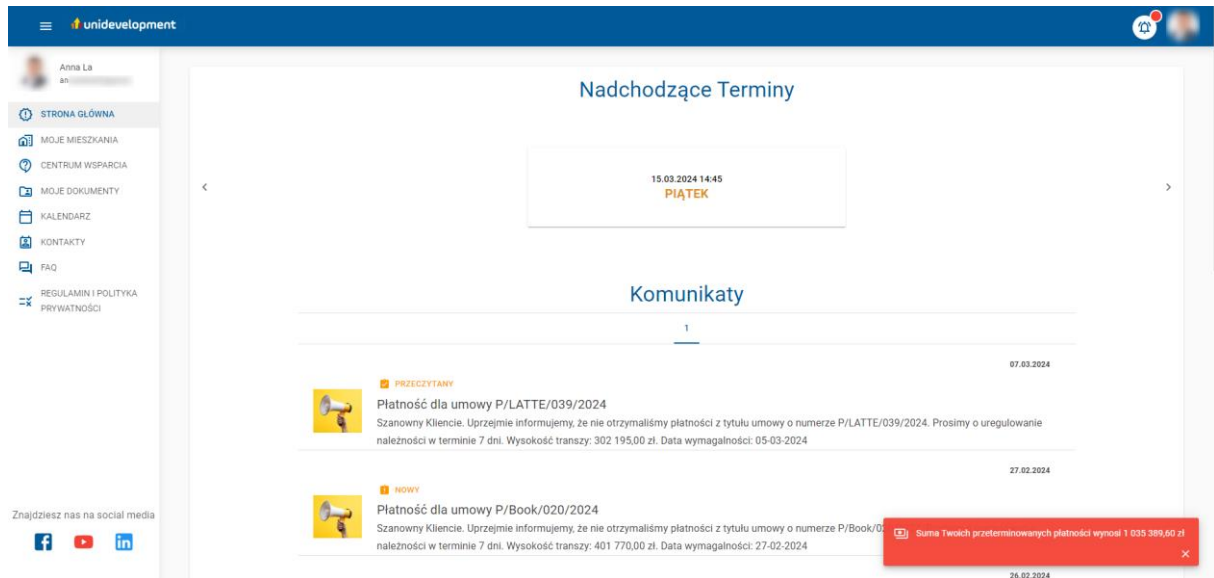 unidevelopment
Anna La
an
STRONA GŁÓWNA
MOJE MIESZKANIA
CENTRUM WSPARCIA
MOJE DOKUMENTY
KALENDARZ
KONTAKTY
FAQ
REGULAMIN I POLITYKA
PRYWATNOŚCI
Znajdziesz nas na social media
Nadchodzące Terminy
15.03.2024 14:45
PIĄTEK
Komunikaty
1
07.03.2024
PRZECZYTANY
Płatność dla umowy P/LATTE/039/2024
Szanowny Kliencie. Uprzejmie informujemy, że nie otrzymaliśmy płatności z tytułu umowy o numerze P/LATTE/039/2024. Prosimy o uregulowanie
należności w terminie 7 dni. Wysokość transzy: 302 195,00 zł. Data wymagalności: 05-03-2024
27.02.2024
NOWY
Płatność dla umowy P/Book/020/2024
Szanowny Kliencie. Uprzejmie informujemy, że nie otrzymaliśmy płatności z tytułu umowy o numerze P/Book/0
należności w terminie 7 dni. Wysokość transzy: 401 770,00 zł. Data wymagalności: 27-02-2024
Suma Twoich przeterminowanych płatności wynosi 1 035 389,60 zł
26.02.2024